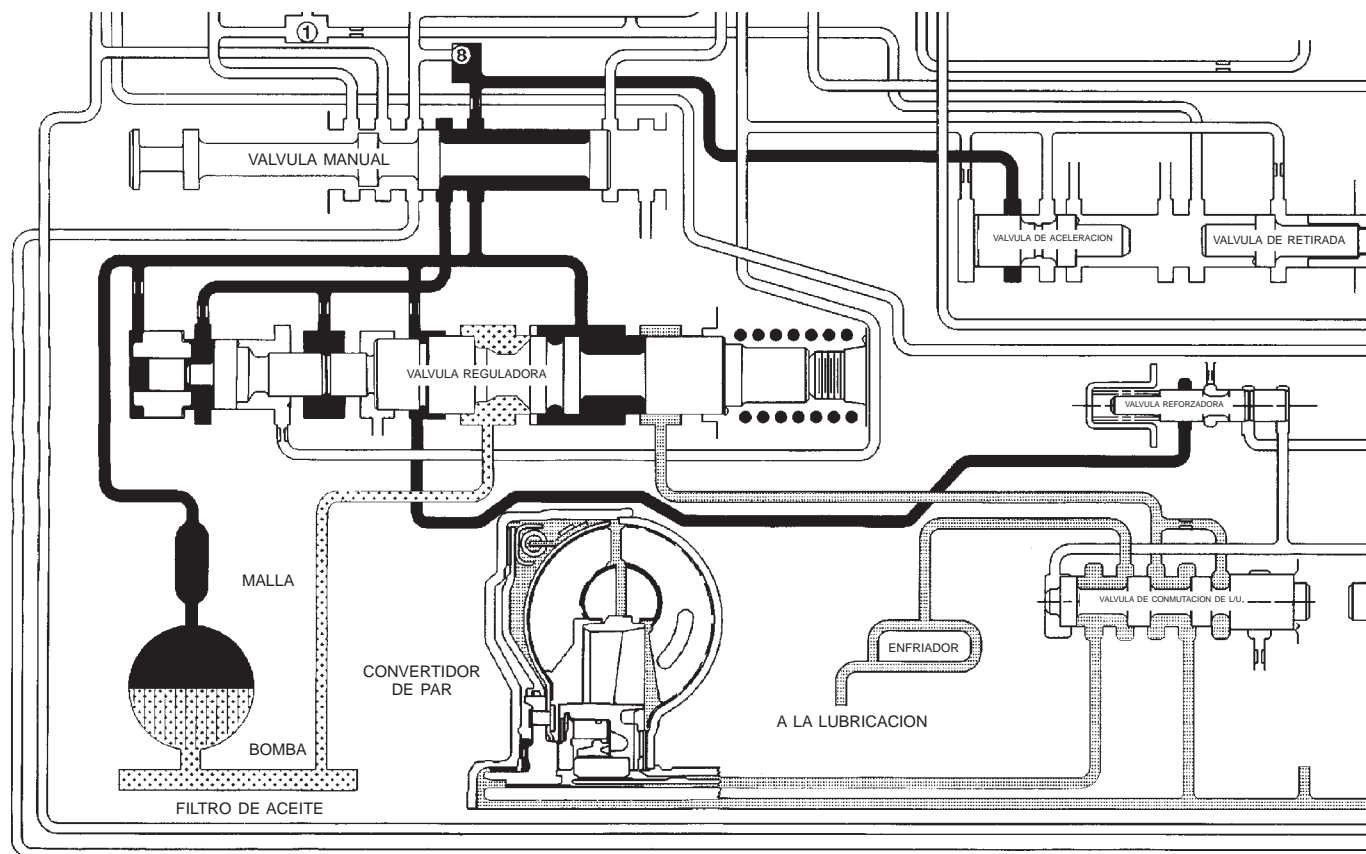 1
8
VALVULA MANUAL
VALVULA DE ACELERACION
VALVULA DE RETIRADA
VALVULA REGULADORA
VALVULA REFORZADORA
MALLA
VALVULA DE CONMUTACION DE L/U.
ENFRIADOR
CONVERTIDOR
DE PAR
A LA LUBRICACION
BOMBA
FILTRO DE ACEITE